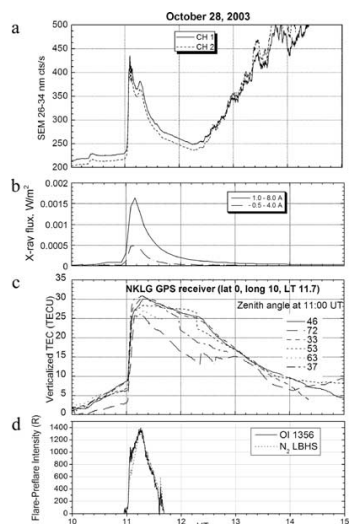 October 28, 2003
a
SEM 26-34 nm cts/s
500
450
400
350
300
250
200
CH 1
CH 2
b
X-ray flux. W/m²
0.002
0.0015
0.001
0.0005
0
1.0 - 8.0 A
0.5 - 4.0 A
c
Verticalized TEC (TECU)
35
30
25
20
15
10
5
0
NKLG GPS receiver (lat 0, long 10, LT 11.7)
Zenith angle at 11:00 UT
46
72
33
53
63
37
d
Flare-Preflare Intensity (R)
1400
1200
1000
800
600
400
200
0
OI 1356
N₂ LBHS
10
11
12
13
14
15